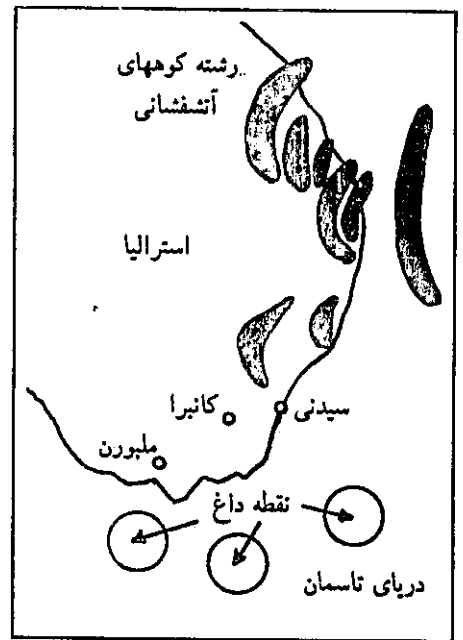 رشته کوههای
آتشفشانی
استرالیا
سیدنی
کانبرا
ملبورن
نقطه داغ
دریای تاسمان